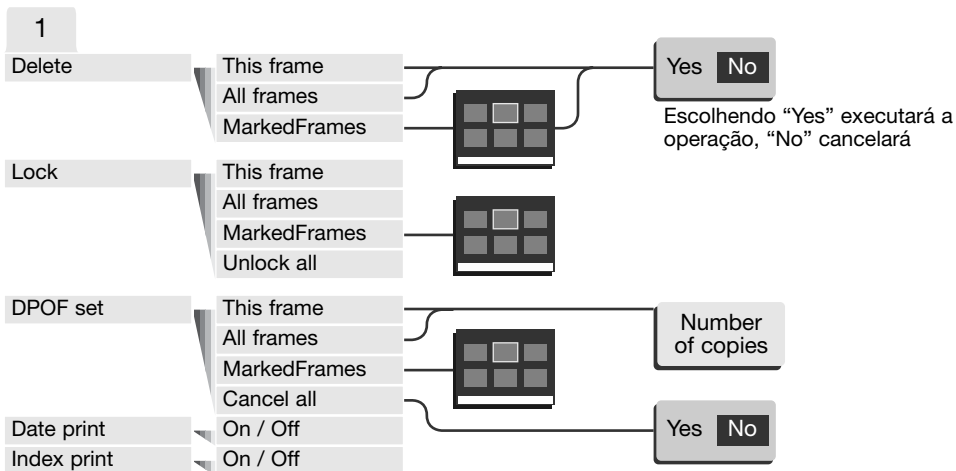 1
Delete
This frame
All frames
MarkedFrames
Yes No
Escolhendo “Yes” executará a
operação, “No” cancelará
Lock
This frame
All frames
MarkedFrames
Unlock all
DPOF set
This frame
All frames
MarkedFrames
Cancel all
Number
of copies
Date print
On / Off
Yes No
Index print
On / Off